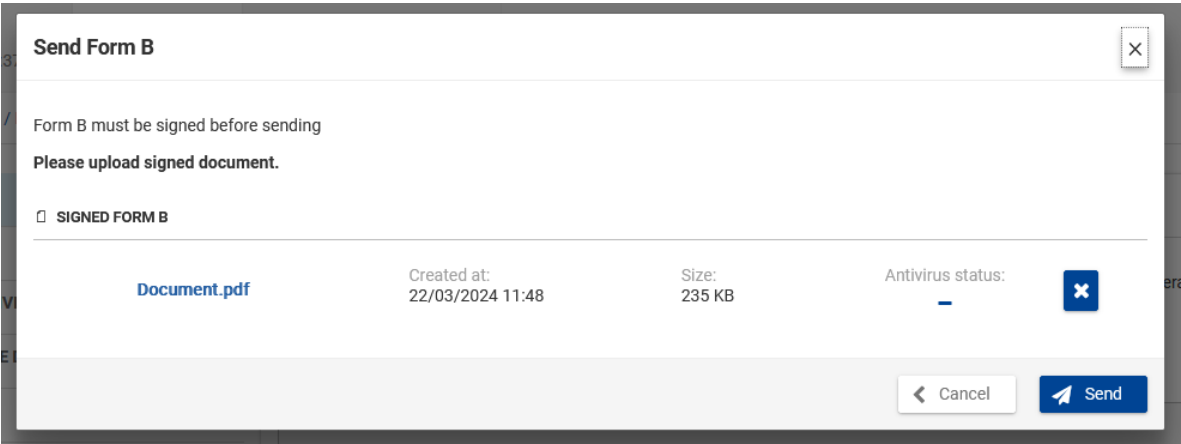 Send Form B
Form B must be signed before sending
Please upload signed document.
SIGNED FORM B
Document.pdf
Created at:
22/03/2024 11:48
Size:
235 KB
Antivirus status:
Cancel
Send